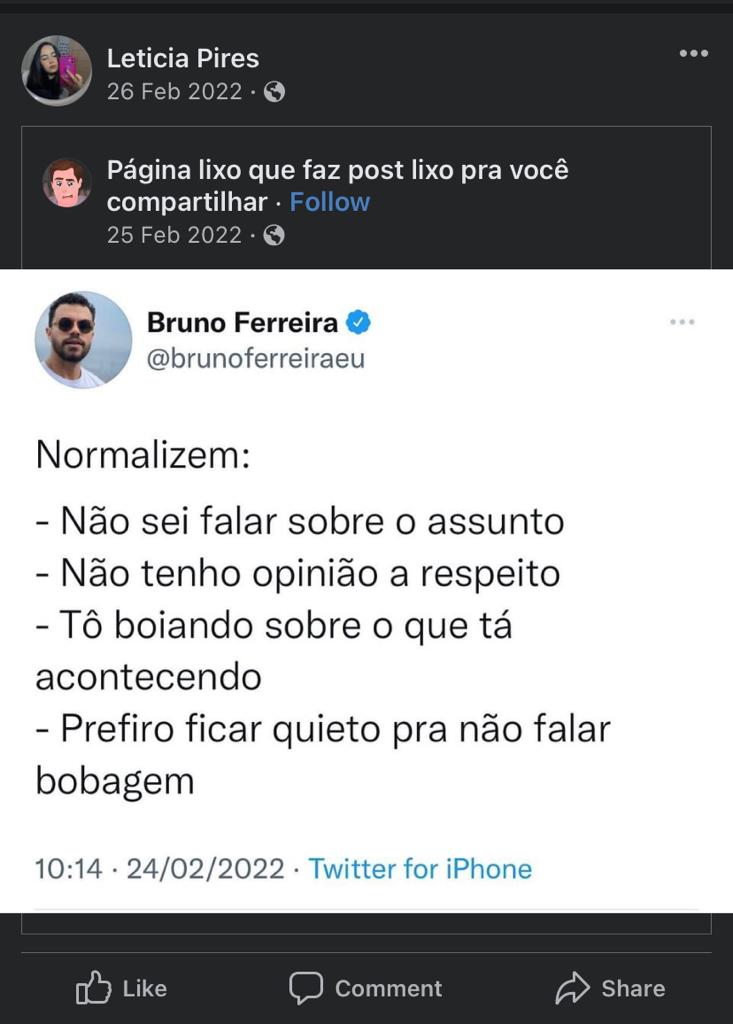 Leticia Pires
26 Feb 2022 ·
Página lixo que faz post lixo pra você
compartilhar · Follow
25 Feb 2022 ·
Bruno Ferreira
@brunoferreiraeu
Normalizem:
- Não sei falar sobre o assunto
- Não tenho opinião a respeito
- Tô boiando sobre o que tá
acontecendo
- Prefiro ficar quieto pra não falar
bobagem
10:14 · 24/02/2022 · Twitter for iPhone
Like Comment Share